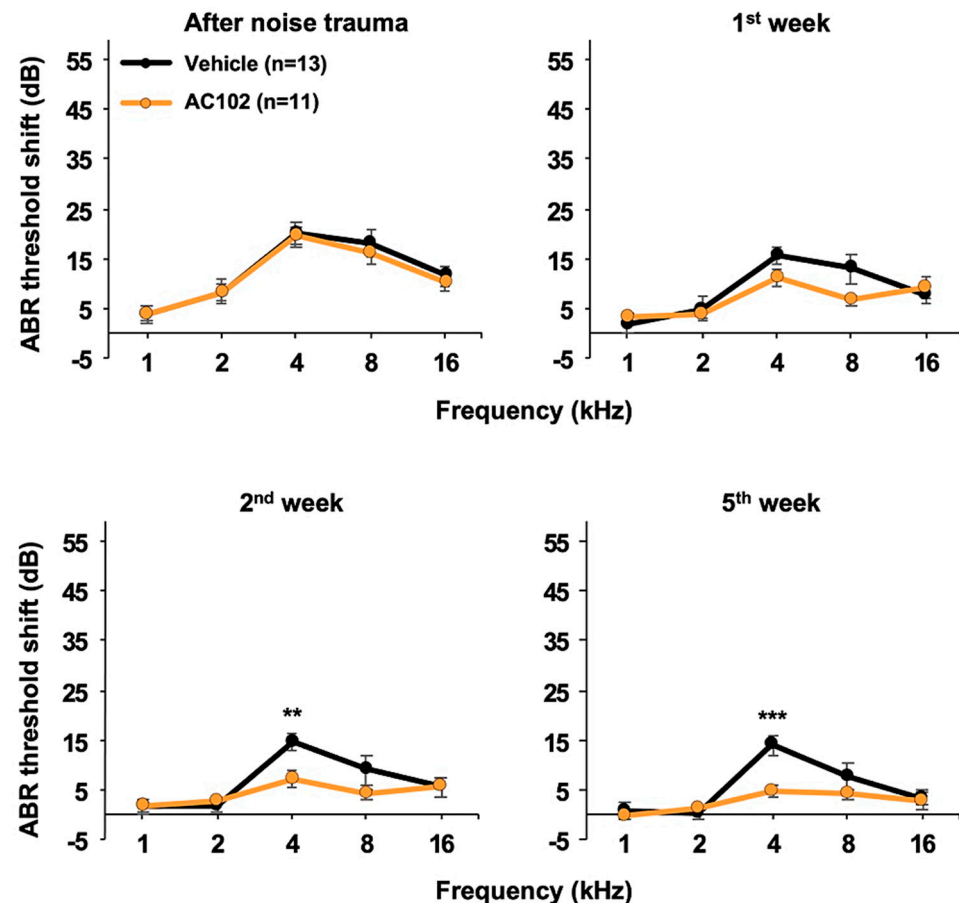 After noise trauma
ABR threshold shift (dB)
55
45
35
25
15
5
-5
Vehicle (n=13)
AC102 (n=11)
1 2 4 8 16
1st week
55
45
35
25
15
5
-5
1 2 4 8 16
Frequency (kHz)
2nd week
ABR threshold shift (dB)
55
45
35
25
15
5
-5
**
1 2 4 8 16
Frequency (kHz)
5th week
55
45
35
25
15
5
-5
***
1 2 4 8 16
Frequency (kHz)